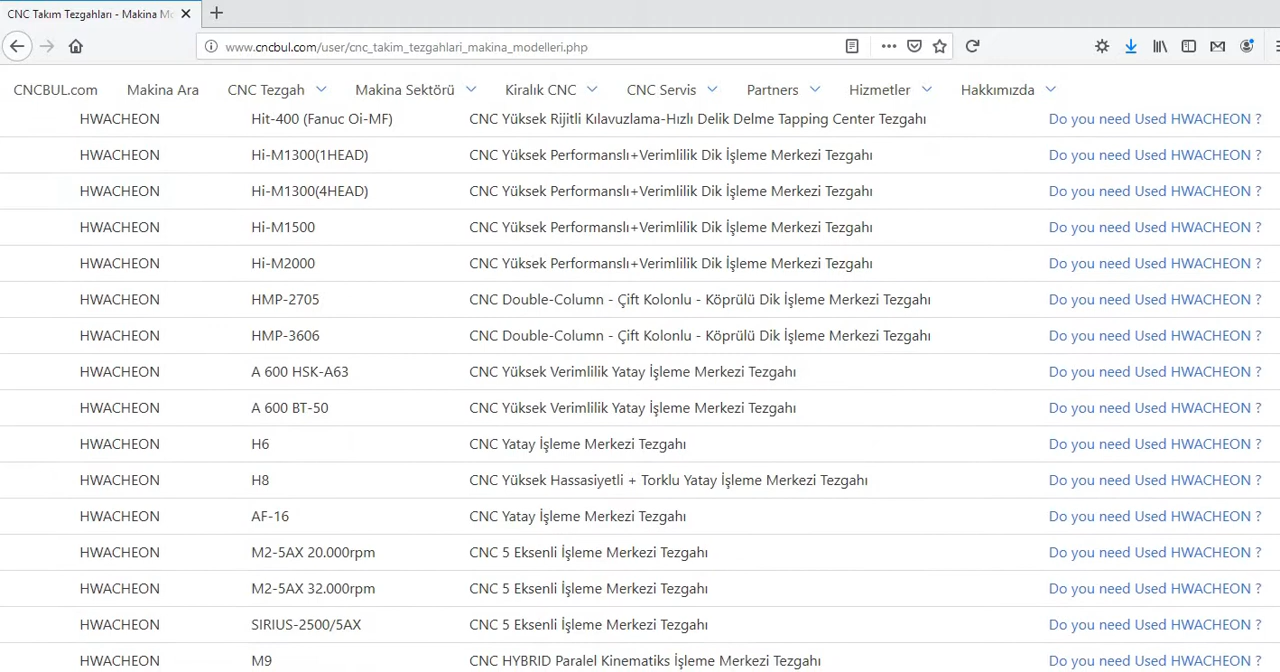 CNC Takım Tezgahları - Makina Mo
www.cncbul.com/user/cnc_takim_tezgahlari_makina_modelleri.php
CNCBUL.com Makina Ara CNC Tezgah Makina Sektörü Kiralık CNC CNC Servis Partners Hizmetler Hakkımızda
HWACHEON Hit-400 (Fanuc Oi-MF) CNC Yüksek Rijitli Kılavuzlama-Hızlı Delik Delme Tapping Center Tezgahı Do you need Used HWACHEON ?
HWACHEON Hi-M1300(1HEAD) CNC Yüksek Performanslı+Verimlilik Dik İşleme Merkezi Tezgahı Do you need Used HWACHEON ?
HWACHEON Hi-M1300(4HEAD) CNC Yüksek Performanslı+Verimlilik Dik İşleme Merkezi Tezgahı Do you need Used HWACHEON ?
HWACHEON Hi-M1500 CNC Yüksek Performanslı+Verimlilik Dik İşleme Merkezi Tezgahı Do you need Used HWACHEON ?
HWACHEON Hi-M2000 CNC Yüksek Performanslı+Verimlilik Dik İşleme Merkezi Tezgahı Do you need Used HWACHEON ?
HWACHEON HMP-2705 CNC Double-Column - Çift Kolonlu - Köprülü Dik İşleme Merkezi Tezgahı Do you need Used HWACHEON ?
HWACHEON HMP-3606 CNC Double-Column - Çift Kolonlu - Köprülü Dik İşleme Merkezi Tezgahı Do you need Used HWACHEON ?
HWACHEON A 600 HSK-A63 CNC Yüksek Verimlilik Yatay İşleme Merkezi Tezgahı Do you need Used HWACHEON ?
HWACHEON A 600 BT-50 CNC Yüksek Verimlilik Yatay İşleme Merkezi Tezgahı Do you need Used HWACHEON ?
HWACHEON H6 CNC Yatay İşleme Merkezi Tezgahı Do you need Used HWACHEON ?
HWACHEON H8 CNC Yüksek Hassasiyetli + Torklu Yatay İşleme Merkezi Tezgahı Do you need Used HWACHEON ?
HWACHEON AF-16 CNC Yatay İşleme Merkezi Tezgahı Do you need Used HWACHEON ?
HWACHEON M2-5AX 20.000rpm CNC 5 Eksenli İşleme Merkezi Tezgahı Do you need Used HWACHEON ?
HWACHEON M2-5AX 32.000rpm CNC 5 Eksenli İşleme Merkezi Tezgahı Do you need Used HWACHEON ?
HWACHEON SIRIUS-2500/5AX CNC 5 Eksenli İşleme Merkezi Tezgahı Do you need Used HWACHEON ?
HWACHEON M9 CNC HYBRID Paralel Kinematiks İşleme Merkezi Tezgahı Do you need Used HWACHEON ?